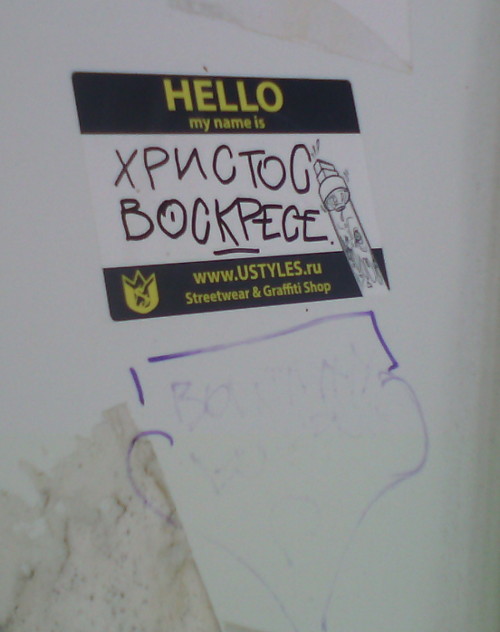 HELLO
my name is
ХРИСТОС
ВОСКРЕСЕ.
www.USTYLES.ru
Streetwear & Graffiti Shop